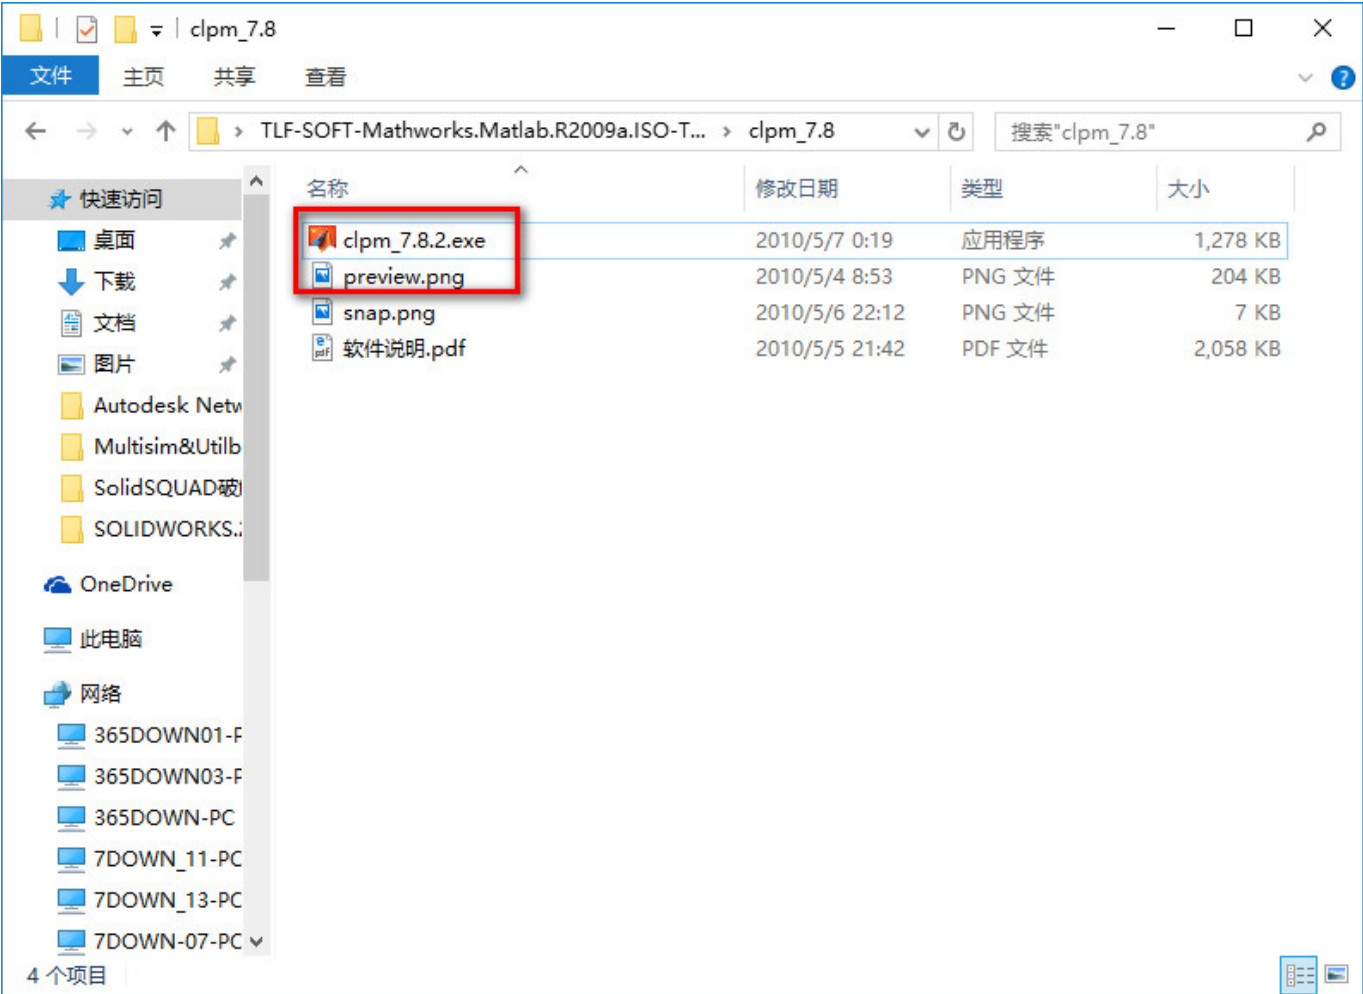 clpm_7.8
文件 主页 共享 查看
TLF-SOFT-Mathworks.Matlab.R2009a.ISO-T... › clpm_7.8 搜索"clpm_7.8"
名称 修改日期 类型 大小
快速访问
桌面
下载
文档
图片
Autodesk Netw
Multisim&Utilb
SolidSQUAD破
SOLIDWORKS.
OneDrive
此电脑
网络
365DOWN01-P
365DOWN03-P
365DOWN-PC
7DOWN_11-PC
7DOWN_13-PC
7DOWN-07-PC
clpm_7.8.2.exe 2010/5/7 0:19 应用程序 1,278 KB
preview.png 2010/5/4 8:53 PNG 文件 204 KB
snap.png 2010/5/6 22:12 PNG 文件 7 KB
软件说明.pdf 2010/5/5 21:42 PDF 文件 2,058 KB
4 个项目